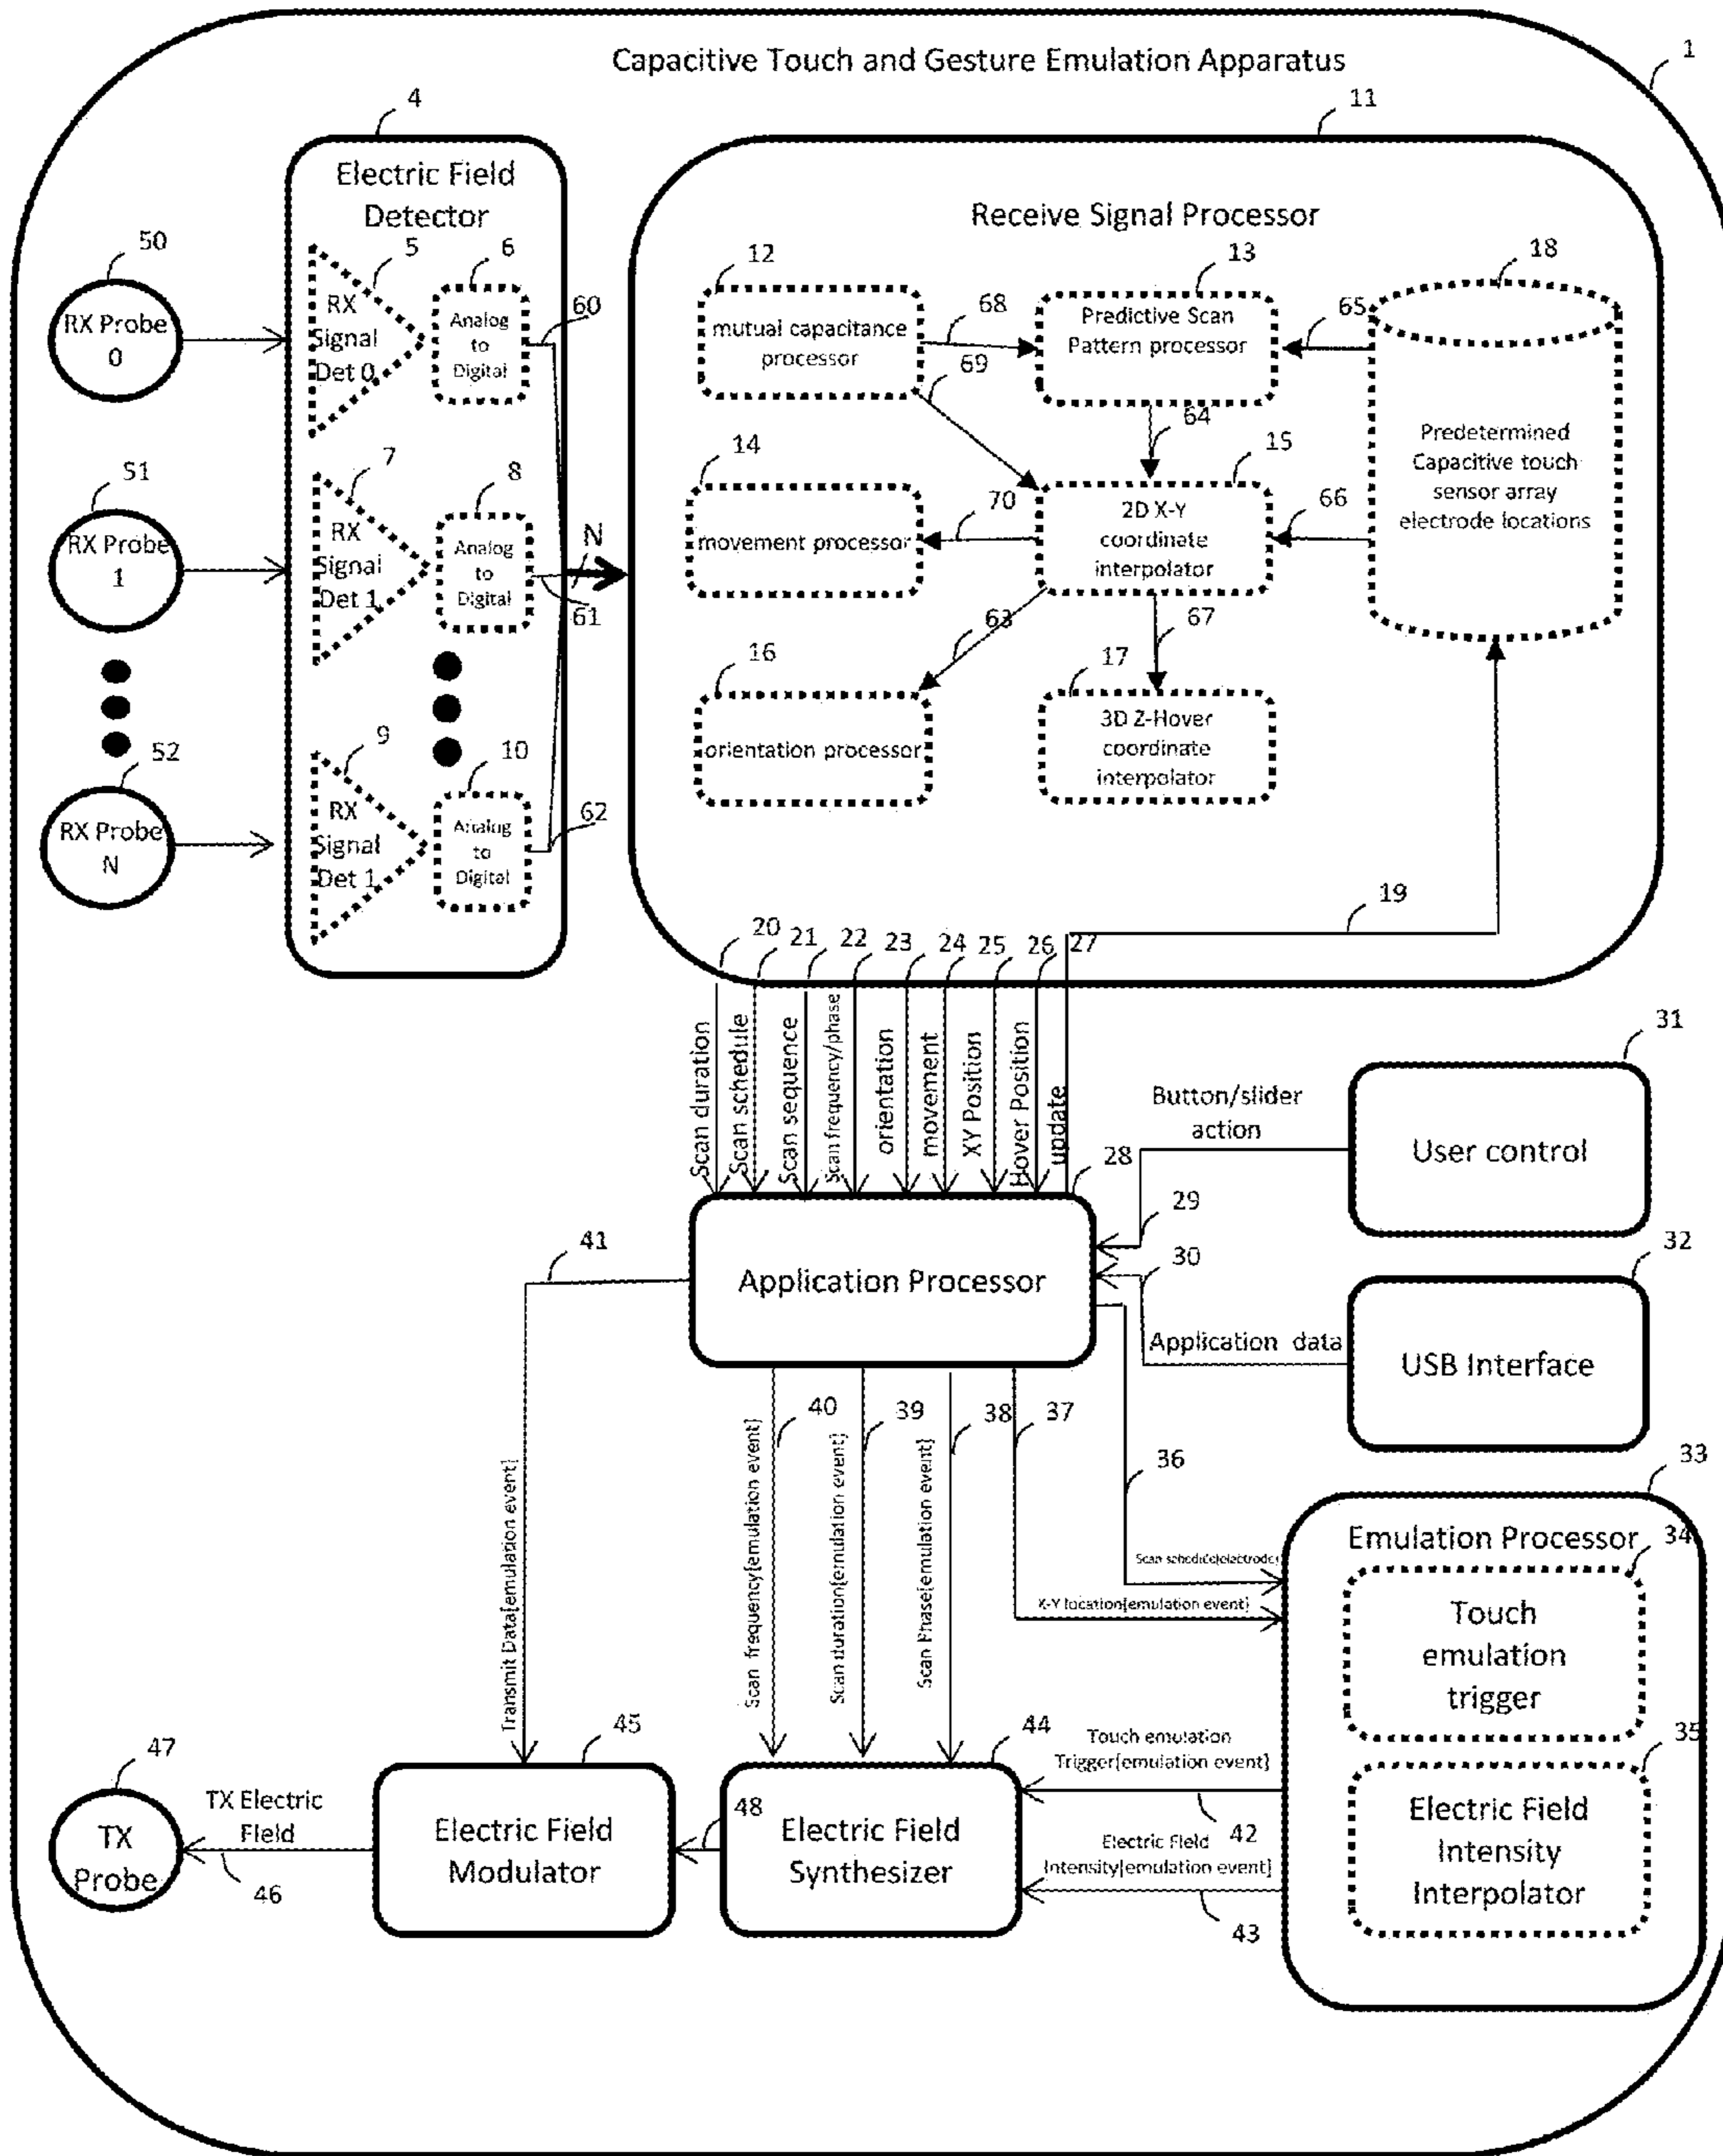 Capacitive Touch and Gesture Emulation Apparatus
1
4
11
Electric Field
Detector
Receive Signal Processor
50
5
6
RX Probe
0
RX
Signal
Det 0
Analog
to
Digital
60
12
mutual capacitance
processor
68
69
13
Predictive Scan
Pattern processor
65
18
Predetermined
Capacitive touch
sensor array
electrode locations
64
51
7
8
RX Probe
1
RX
Signal
Det 1
Analog
to
Digital
61
N
14
movement processor
70
15
2D X-Y
coordinate
interpolator
66
63
67
16
orientation processor
17
3D Z-Hover
coordinate
interpolator
52
9
10
RX Probe
N
RX
Signal
Det 1
Analog
to
Digital
62
19
20
21
22
23
24
25
26
27
Scan duration
Scan schedule
Scan sequence
Scan frequency/phase
orientation
movement
XY Position
Hover Position
update
28
31
Button/slider
action
User control
29
41
Application Processor
30
32
Application data
USB Interface
40
39
38
37
36
33
Transmit Data[emulation event]
Scan frequency[emulation event]
Scan duration[emulation event]
Scan Phase[emulation event]
X-Y location[emulation event]
Emulation Processor
34
Touch
emulation
trigger
35
Electric Field
Intensity
Interpolator
47
TX
Probe
TX Electric
Field
46
45
Electric Field
Modulator
48
44
Electric Field
Synthesizer
Touch emulation
Trigger[emulation event]
42
Electric Field
Intensity[emulation event]
43